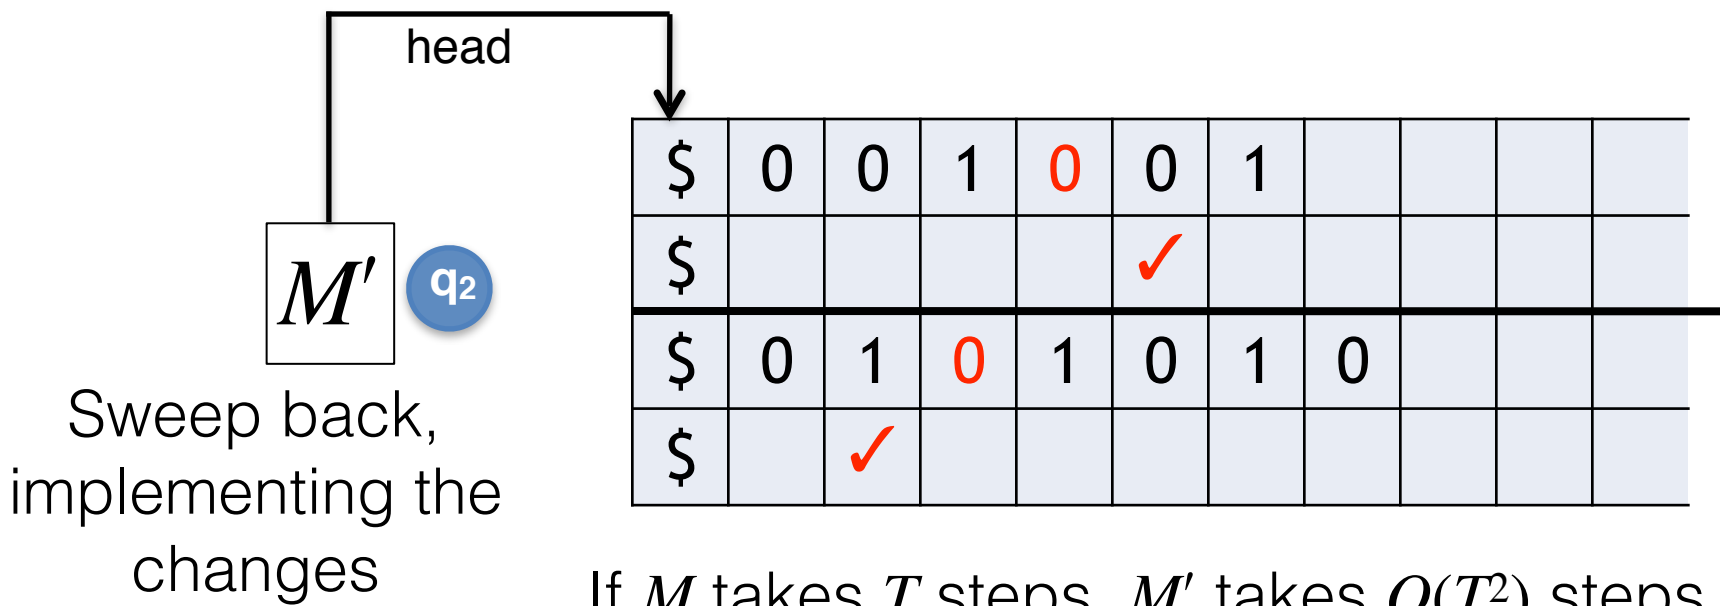 head
$ 0 0 1 0 0 1
$ ✓
M′ q₂
$ 0 1 0 1 0 1 0
$ ✓
Sweep back,
implementing the
changes
If M takes T steps, M′ takes O(T²) steps